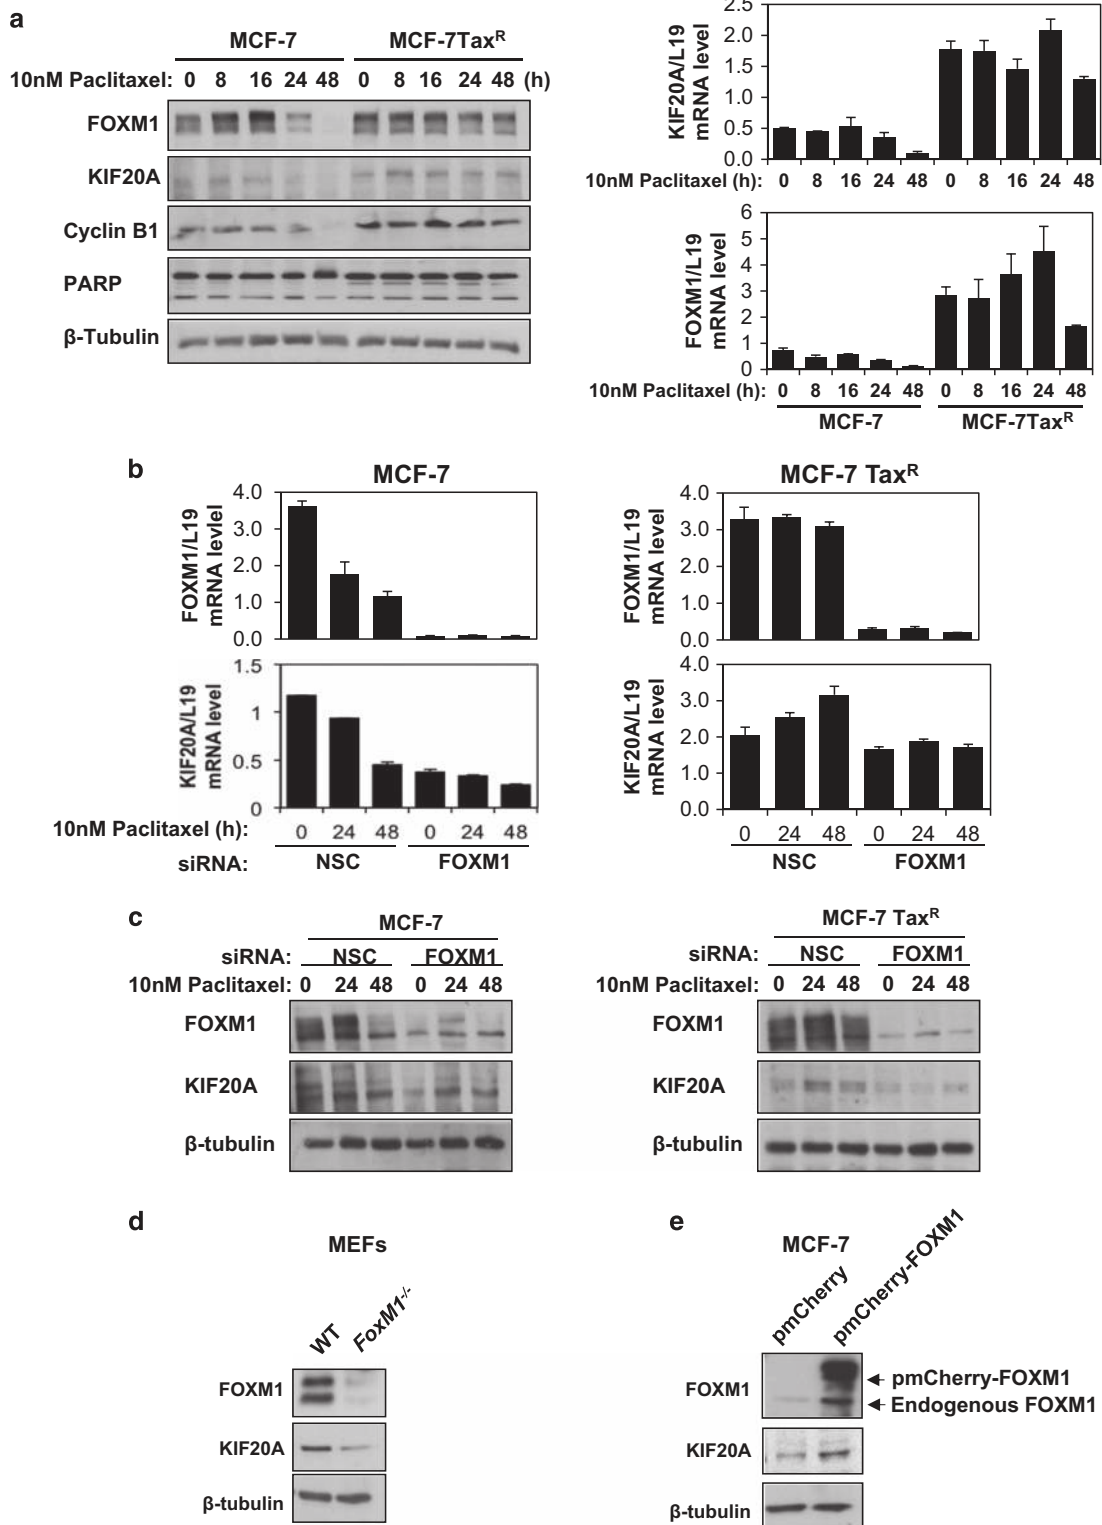 a
MCF-7 MCF-7Tax^R
10nM Paclitaxel: 0 8 16 24 48 0 8 16 24 48 (h)
FOXM1
KIF20A
Cyclin B1
PARP
β-Tubulin
KIF20A/L19
mRNA level
2.5
2.0
1.5
1.0
0.5
0.0
10nM Paclitaxel (h): 0 8 16 24 48 0 8 16 24 48
FOXM1/L19
mRNA level
6
5
4
3
2
1
0
10nM Paclitaxel (h): 0 8 16 24 48 0 8 16 24 48
MCF-7 MCF-7Tax^R
b
MCF-7
FOXM1/L19
mRNA levlel
4.0
3.0
2.0
1.0
0.0
KIF20A/L19
mRNA level
1.5
1
0.5
0
10nM Paclitaxel (h): 0 24 48 0 24 48
siRNA: NSC FOXM1
MCF-7 Tax^R
FOXM1/L19
mRNA level
4.0
3.0
2.0
1.0
0.0
KIF20A/L19
mRNA level
4.0
3.0
2.0
1.0
0.0
0 24 48 0 24 48
NSC FOXM1
c
MCF-7
siRNA: NSC FOXM1
10nM Paclitaxel: 0 24 48 0 24 48
FOXM1
KIF20A
β-tubulin
MCF-7 Tax^R
siRNA: NSC FOXM1
10nM Paclitaxel: 0 24 48 0 24 48
FOXM1
KIF20A
β-tubulin
d
MEFs
WT FoxM1^-/-
FOXM1
KIF20A
β-tubulin
e
MCF-7
pmCherry pmCherry-FOXM1
FOXM1
pmCherry-FOXM1
Endogenous FOXM1
KIF20A
β-tubulin